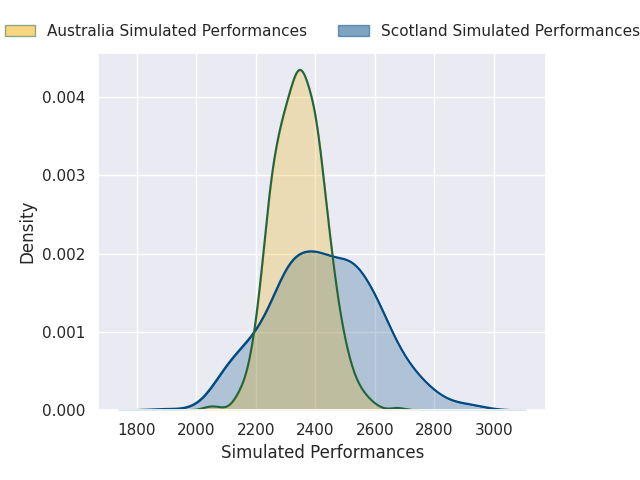 Australia Simulated Performances
Scotland Simulated Performances
Density
0.004
0.003
0.002
0.001
0.000
1800 2000 2200 2400 2600 2800 3000
Simulated Performances